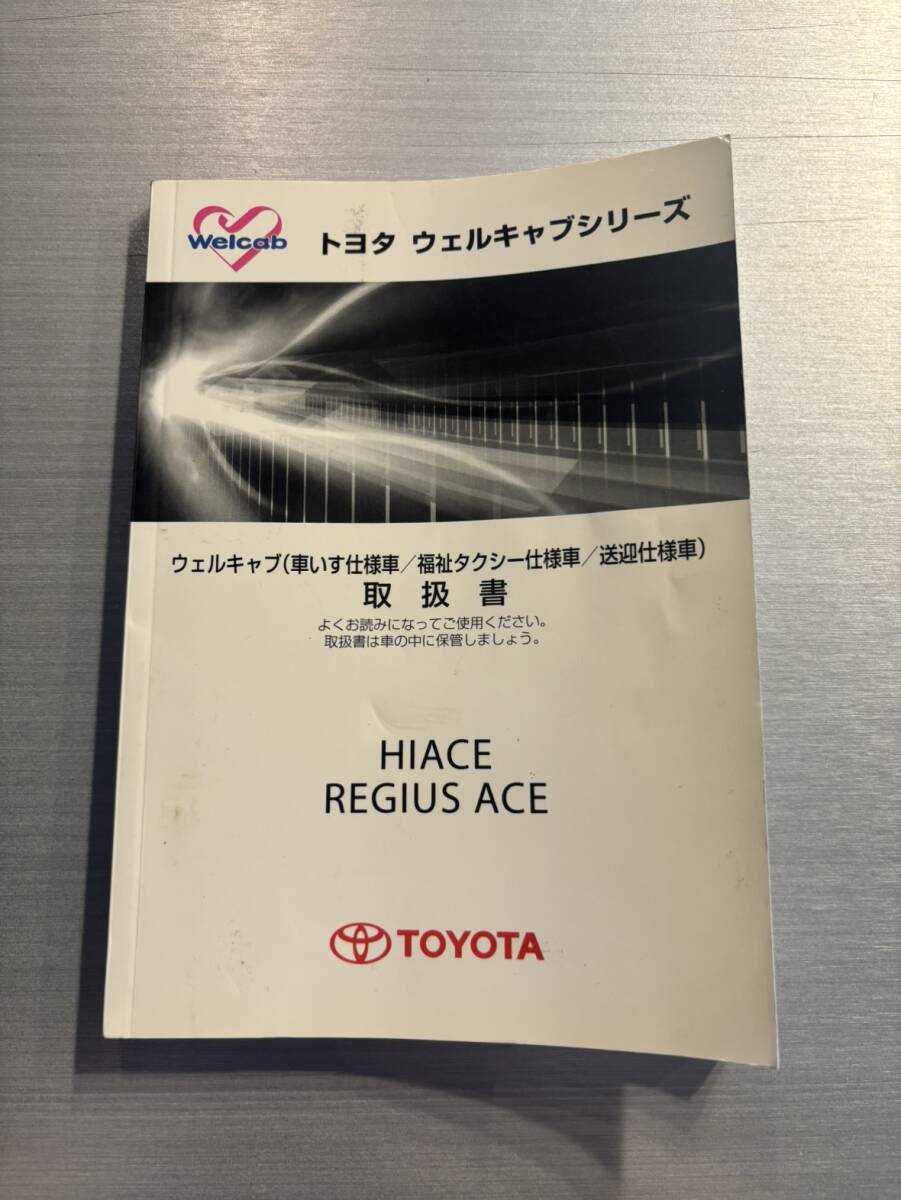 Welcab
トヨタ ウェルキャブシリーズ
ウェルキャブ(車いす仕様車/福祉タクシー仕様車/送迎仕様車)
取扱書
よくお読みになってご使用ください。
取扱書は車の中に保管しましょう。
HIACE
REGIUS ACE
TOYOTA